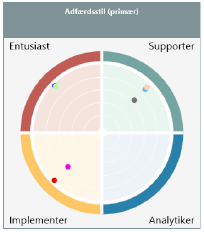 Adfærdsstil (primær)
Entusiast Supporter
Implementer Analytiker